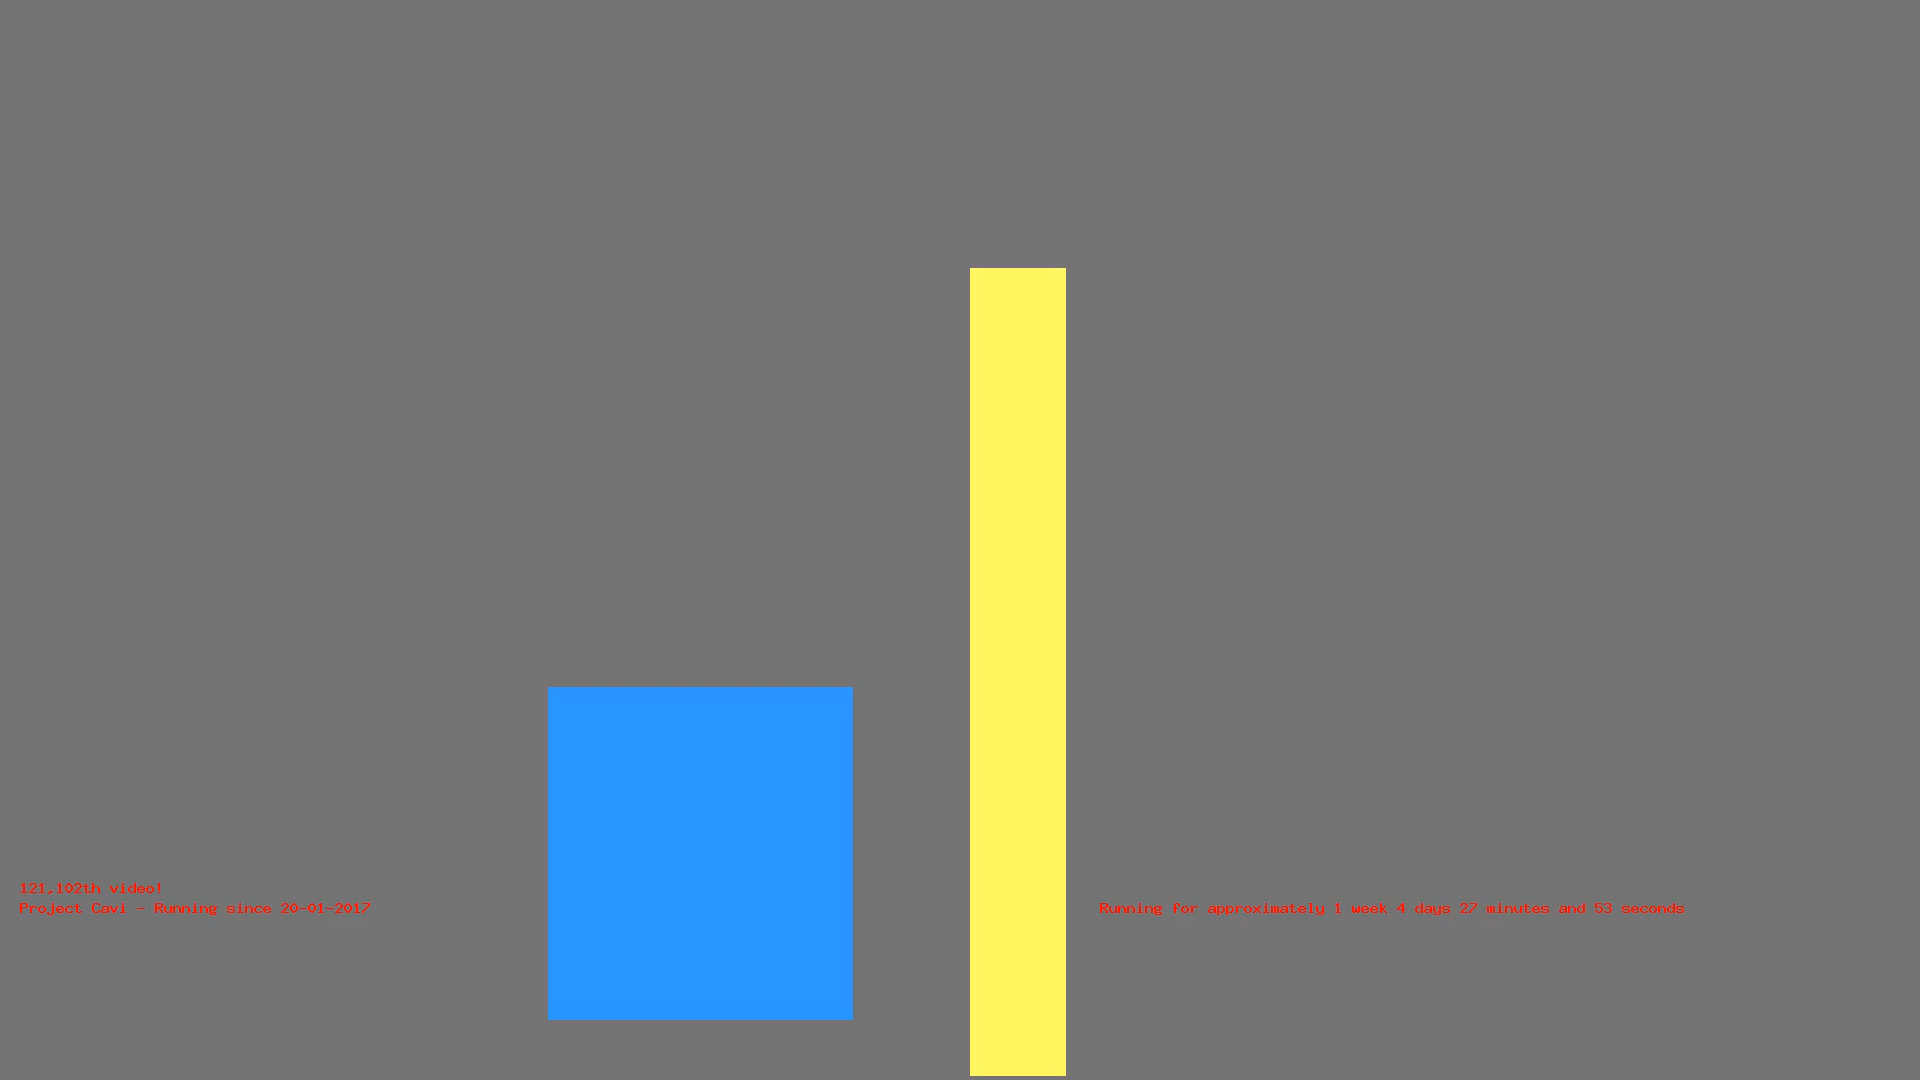 121,102th video!
Project Cavi - Running since 20-01-2017
Running for approximately 1 week 4 days 27 minutes and 53 seconds